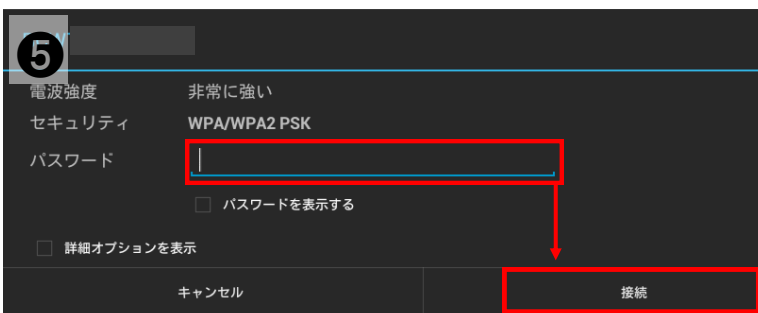 ❺
電波強度 非常に強い
セキュリティ WPA/WPA2 PSK
パスワード
パスワードを表示する
詳細オプションを表示
キャンセル 接続